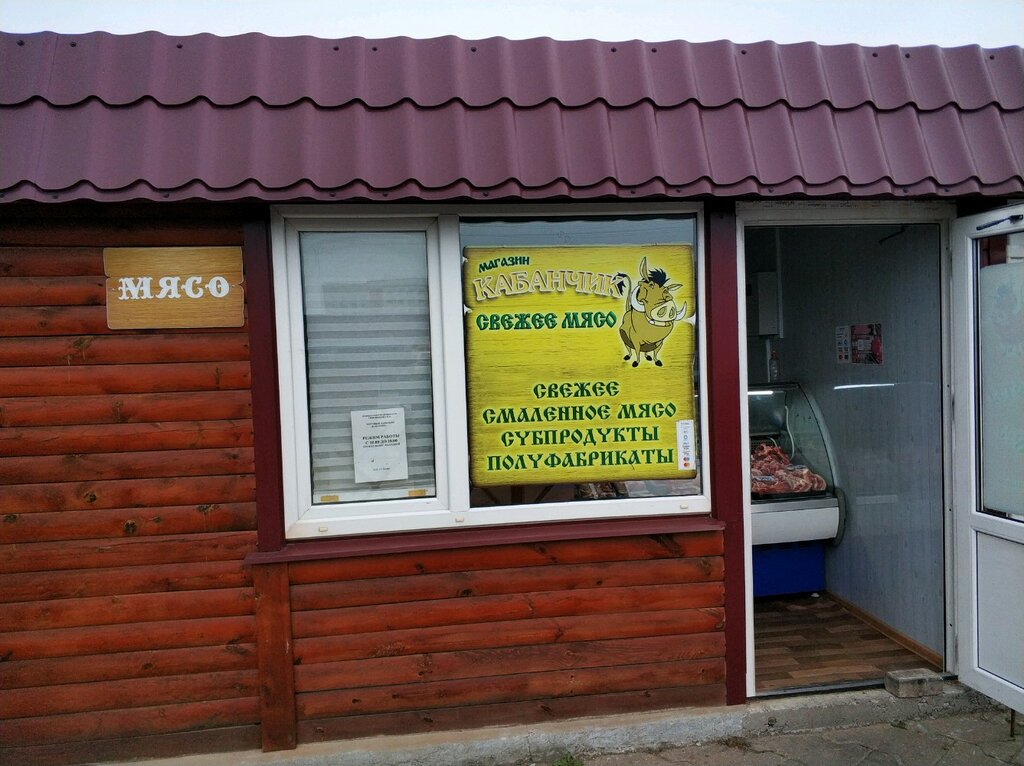 МЯСО
МАГАЗИН
КАБАНЧИК
СВЕЖЕЕ МЯСО
СВЕЖЕЕ
СМАЛЕННОЕ МЯСО
СУБПРОДУКТЫ
ПОЛУФАБРИКАТЫ
РЕЖИМ РАБОТЫ